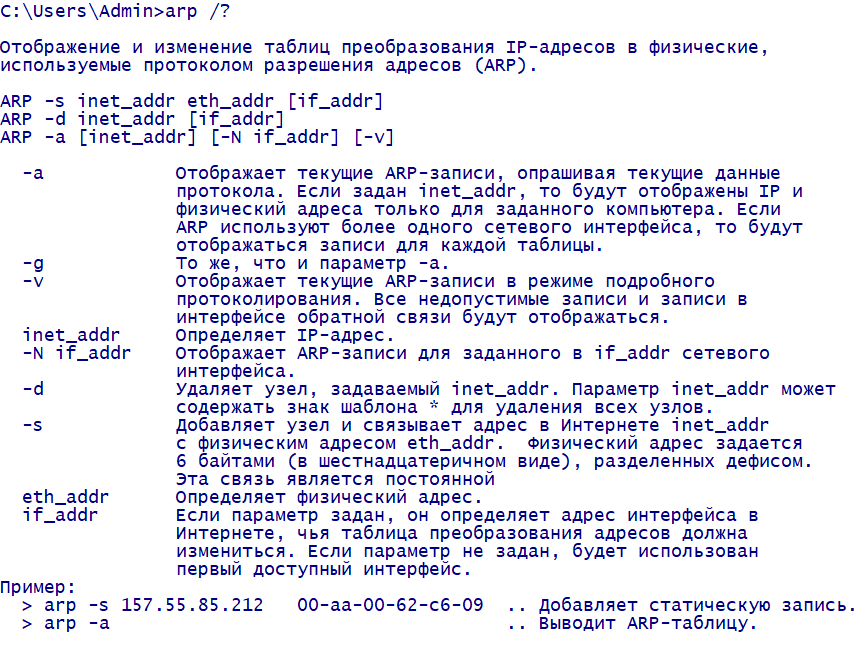 C:\Users\Admin>arp /?
Отображение и изменение таблиц преобразования IP-адресов в физические,
используемые протоколом разрешения адресов (ARP).
ARP -s inet_addr eth_addr [if_addr]
ARP -d inet_addr [if_addr]
ARP -a [inet_addr] [-N if_addr] [-v]
-a Отображает текущие ARP-записи, опрашивая текущие данные
протокола. Если задан inet_addr, то будут отображены IP и
физический адреса только для заданного компьютера. Если
ARP используют более одного сетевого интерфейса, то будут
отображаться записи для каждой таблицы.
-g То же, что и параметр -a.
-v Отображает текущие ARP-записи в режиме подробного
протоколирования. Все недопустимые записи и записи в
интерфейсе обратной связи будут отображаться.
inet_addr Определяет IP-адрес.
-N if_addr Отображает ARP-записи для заданного в if_addr сетевого
интерфейса.
-d Удаляет узел, задаваемый inet_addr. Параметр inet_addr может
содержать знак шаблона * для удаления всех узлов.
-s Добавляет узел и связывает адрес в Интернете inet_addr
с физическим адресом eth_addr.  Физический адрес задается
6 байтами (в шестнадцатеричном виде), разделенных дефисом.
Эта связь является постоянной
eth_addr Определяет физический адрес.
if_addr Если параметр задан, он определяет адрес интерфейса в
Интернете, чья таблица преобразования адресов должна
измениться. Если параметр не задан, будет использован
первый доступный интерфейс.
Пример:
> arp -s 157.55.85.212   00-aa-00-62-c6-09  .. Добавляет статическую запись.
> arp -a                                    .. Выводит ARP-таблицу.